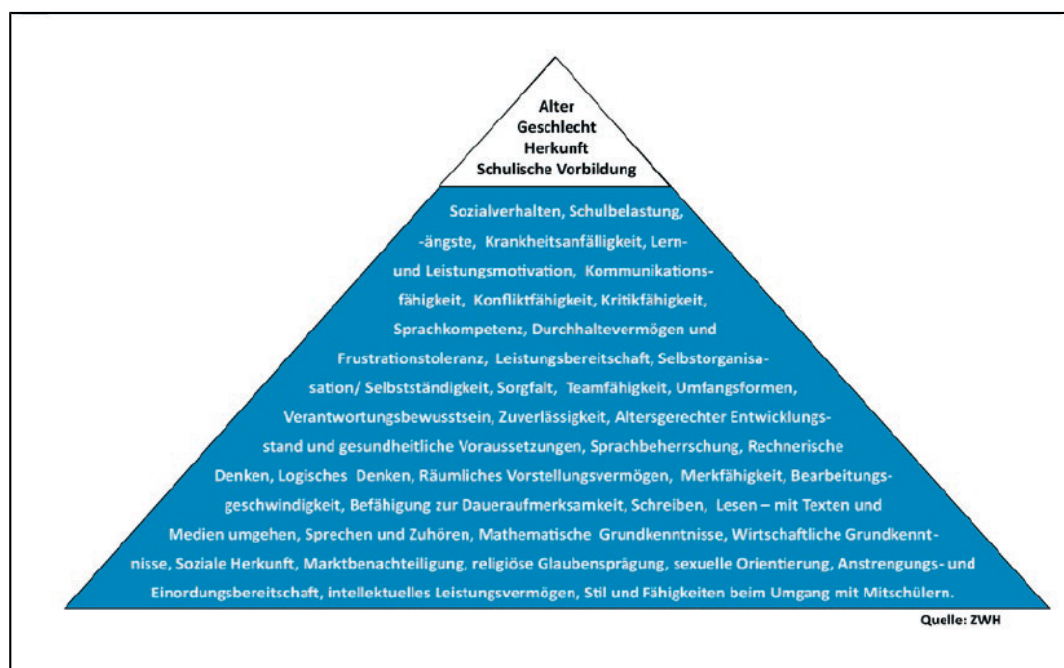 Alter
Geschlecht
Herkunft
Schulische Vorbildung
Sozialverhalten, Schulbelastung,
-ängste, Krankheitsanfälligkeit, Lern-
und Leistungsmotivation, Kommunikations-
fähigkeit, Konfliktfähigkeit, Kritikfähigkeit,
Sprachkompetenz, Durchhaltevermögen und
Frustrationstoleranz, Leistungsbereitschaft, Selbstorganisa-
sation/ Selbstständigkeit, Sorgfalt, Teamfähigkeit, Umfangsformen,
Verantwortungsbewusstsein, Zuverlässigkeit, Altersgerechter Entwicklungs-
stand und gesundheitliche Voraussetzungen, Sprachbeherrschung, Rechnerische
Denken, Logisches Denken, Räumliches Vorstellungsvermögen, Merkfähigkeit, Bearbeitungs-
geschwindigkeit, Befähigung zur Daueraufmerksamkeit, Schreiben, Lesen – mit Texten und
Medien umgehen, Sprechen und Zuhören, Mathematische Grundkenntnisse, Wirtschaftliche Grundkennt-
nisse, Soziale Herkunft, Marktbenachteiligung, religiöse Glaubensprägung, sexuelle Orientierung, Anstrengungs- und
Einordungsbereitschaft, intellektuelles Leistungsvermögen, Stil und Fähigkeiten beim Umgang mit Mitschülern.
Quelle: ZWH